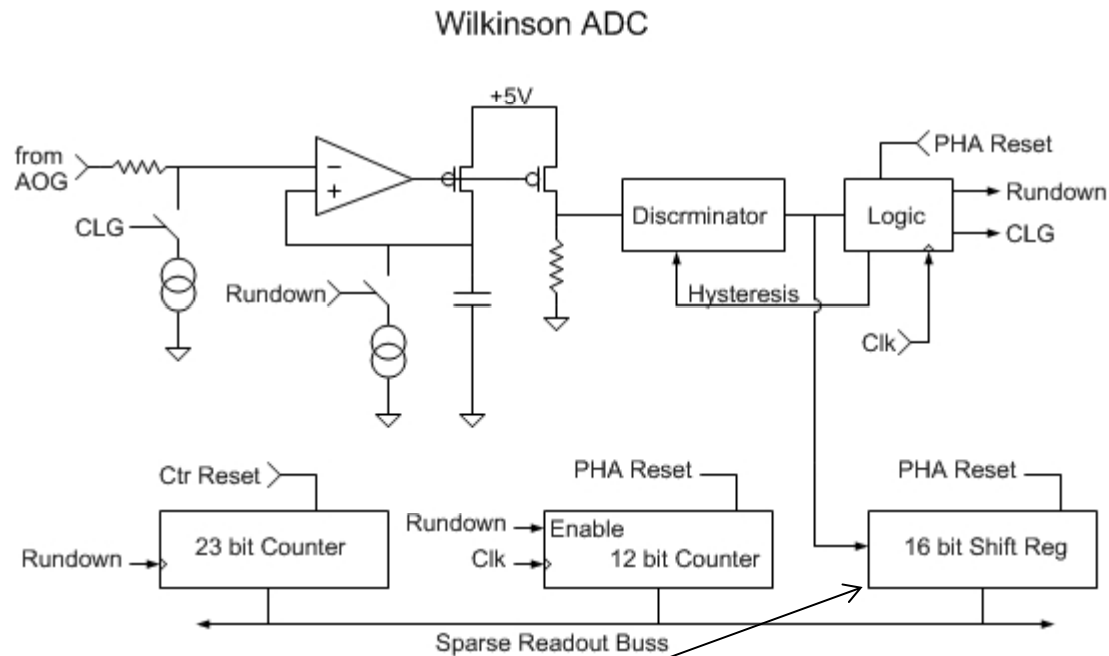 Wilkinson ADC
+5V
from
AOG
−
+
PHA Reset
Discrminator
Logic
Rundown
CLG
CLG
Rundown
Hysteresis
Clk
Ctr Reset
PHA Reset
PHA Reset
Rundown
23 bit Counter
Rundown
Enable
Clk
12 bit Counter
16 bit Shift Reg
Sparse Readout Buss